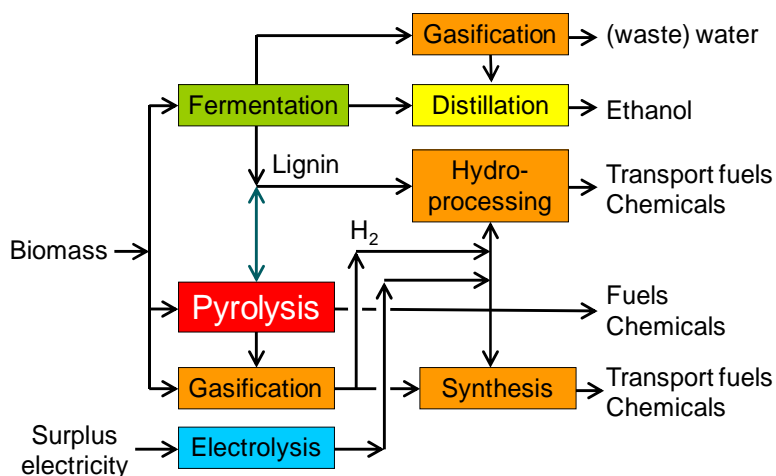 Gasification
(waste) water
Fermentation
Distillation
Ethanol
Lignin
Hydro-
processing
Transport fuels
Chemicals
Biomass
H₂
Pyrolysis
Fuels
Chemicals
Gasification
Synthesis
Transport fuels
Chemicals
Surplus
electricity
Electrolysis